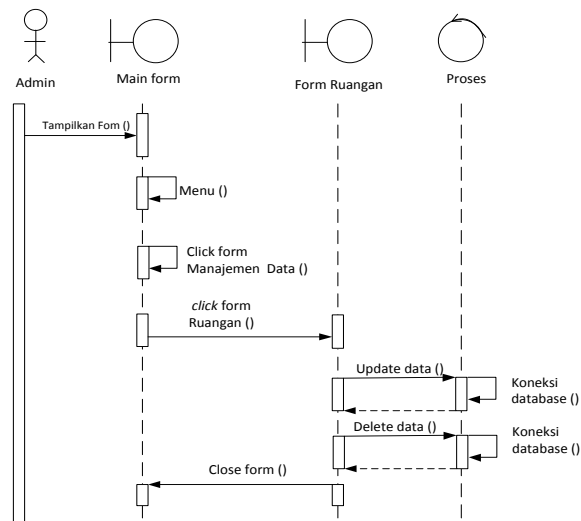 Admin
Main form
Form Ruangan
Proses
Tampilkan Fom ()
Menu ()
Click form
Manajemen Data ()
click form
Ruangan ()
Update data ()
Koneksi
database ()
Delete data ()
Koneksi
database ()
Close form ()